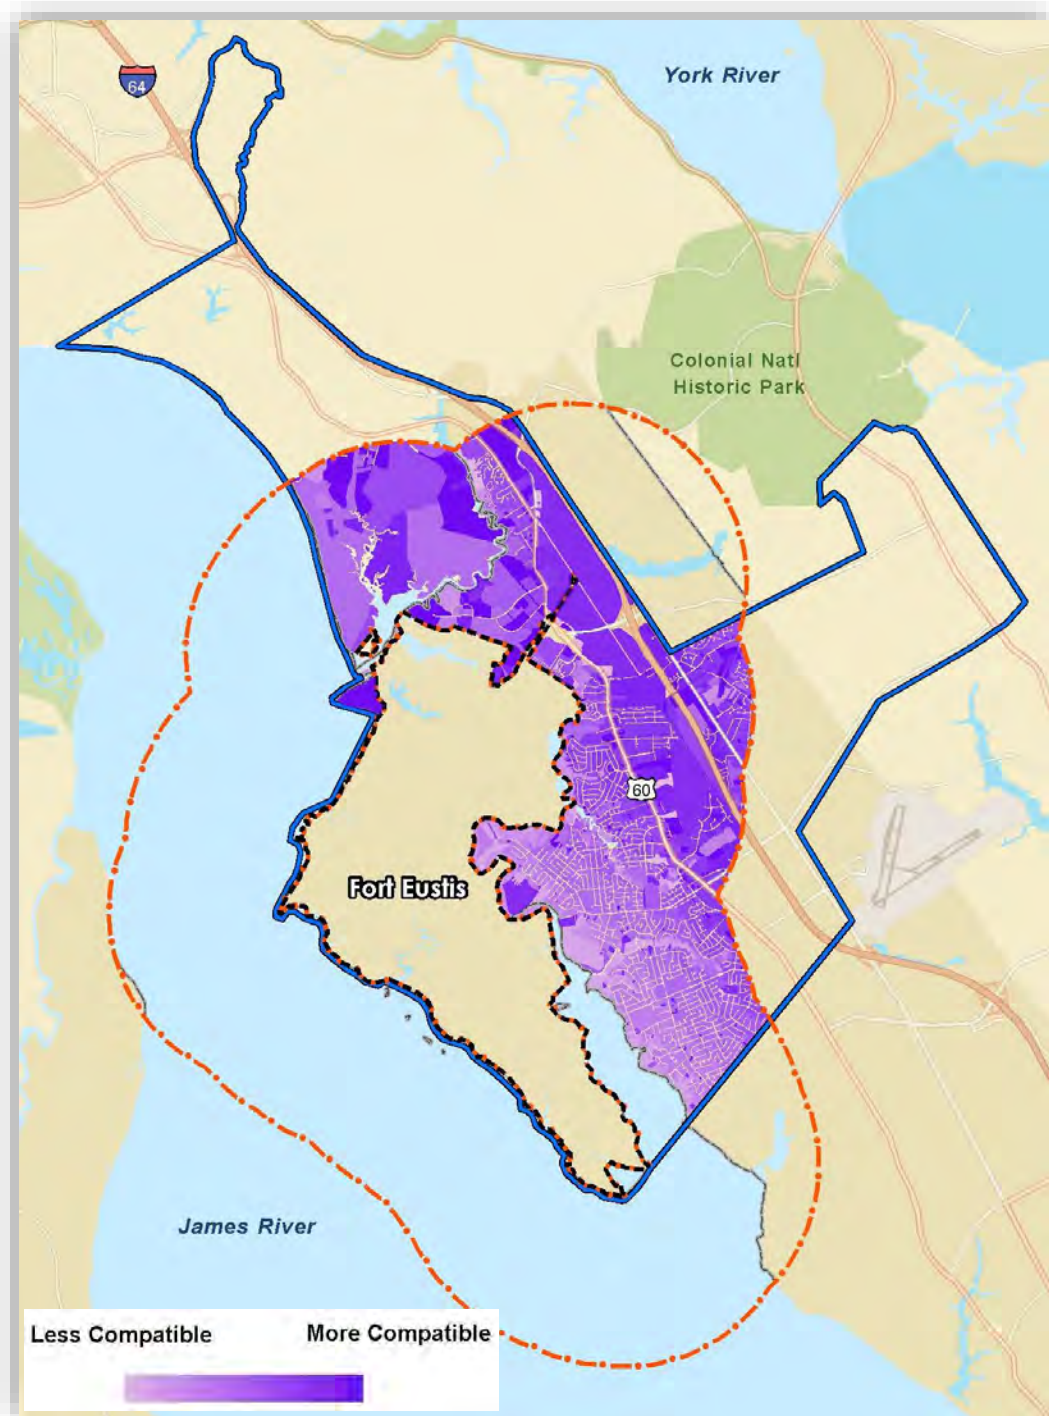 64
York River
Colonial Natl
Historic Park
60
Fort Eustis
James River
Less Compatible
More Compatible